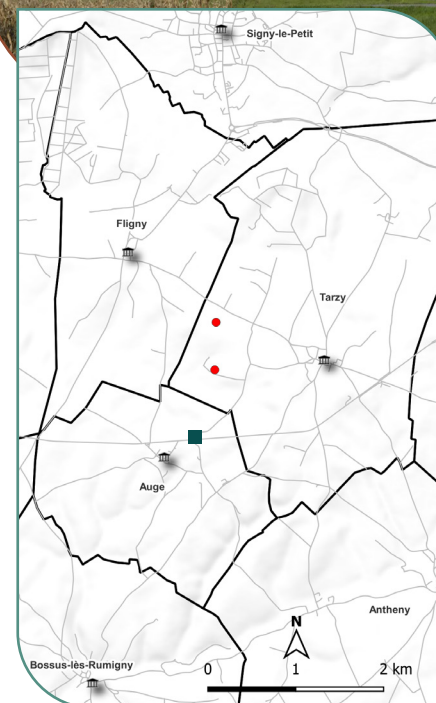 Signy-le-Petit
Fligny
Tarzy
Auge
Antheny
N
Bossus-lès-Rumigny
0 1 2 km